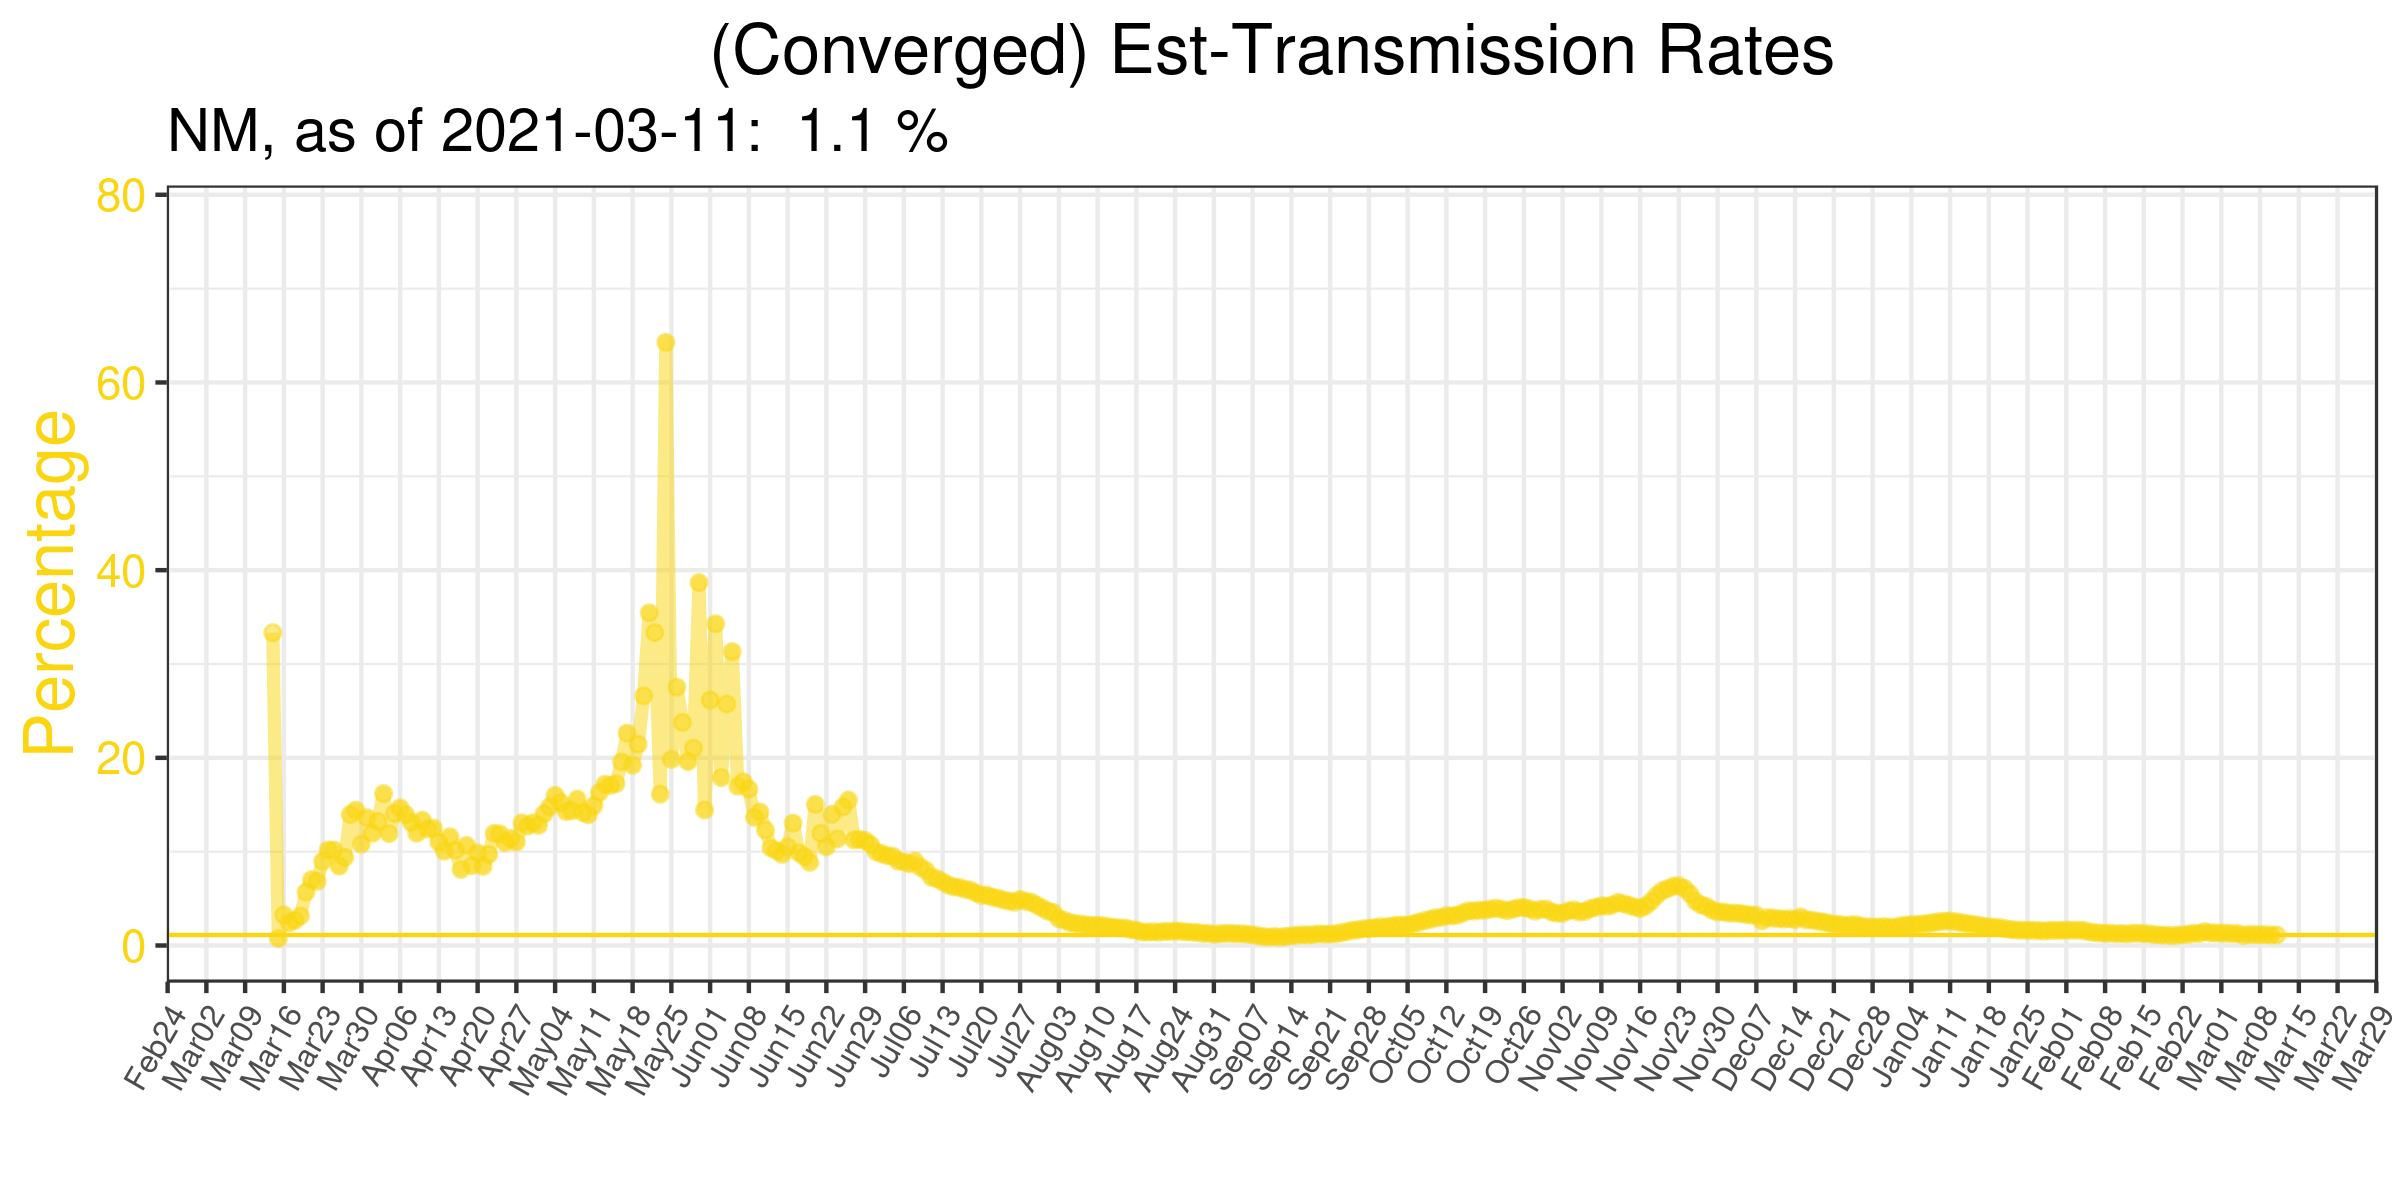 (Converged) Est-Transmission Rates
NM, as of 2021-03-11:  1.1 %
Percentage
80
60
40
20
0
Feb24
Mar02
Mar09
Mar16
Mar23
Mar30
Apr06
Apr13
Apr20
Apr27
May04
May11
May18
May25
Jun01
Jun08
Jun15
Jun22
Jun29
Jul06
Jul13
Jul20
Jul27
Aug03
Aug10
Aug17
Aug24
Aug31
Sep07
Sep14
Sep21
Sep28
Oct05
Oct12
Oct19
Oct26
Nov02
Nov09
Nov16
Nov23
Nov30
Dec07
Dec14
Dec21
Dec28
Jan04
Jan11
Jan18
Jan25
Feb01
Feb08
Feb15
Feb22
Mar01
Mar08
Mar15
Mar22
Mar29